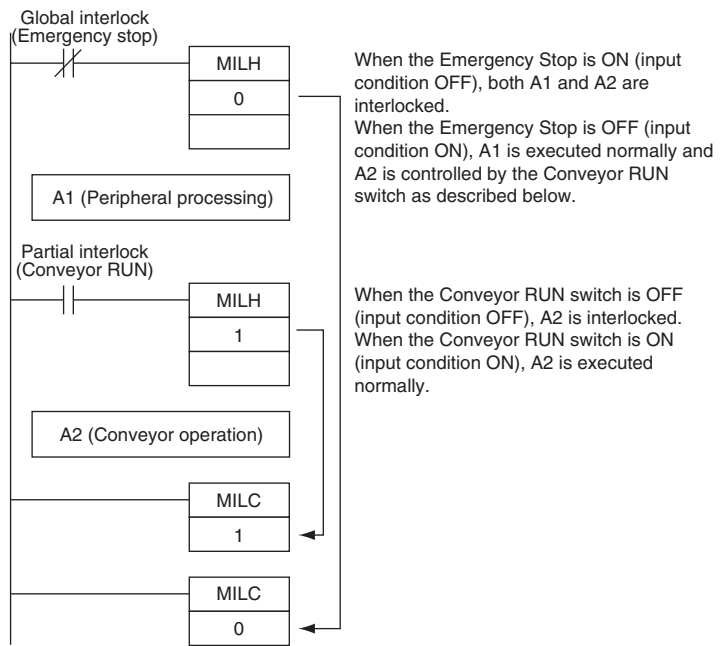 Global interlock
(Emergency stop)
MILH
0
When the Emergency Stop is ON (input
condition OFF), both A1 and A2 are
interlocked.
When the Emergency Stop is OFF (input
condition ON), A1 is executed normally and
A2 is controlled by the Conveyor RUN
switch as described below.
A1 (Peripheral processing)
Partial interlock
(Conveyor RUN)
MILH
1
When the Conveyor RUN switch is OFF
(input condition OFF), A2 is interlocked.
When the Conveyor RUN switch is ON
(input condition ON), A2 is executed
normally.
A2 (Conveyor operation)
MILC
1
MILC
0